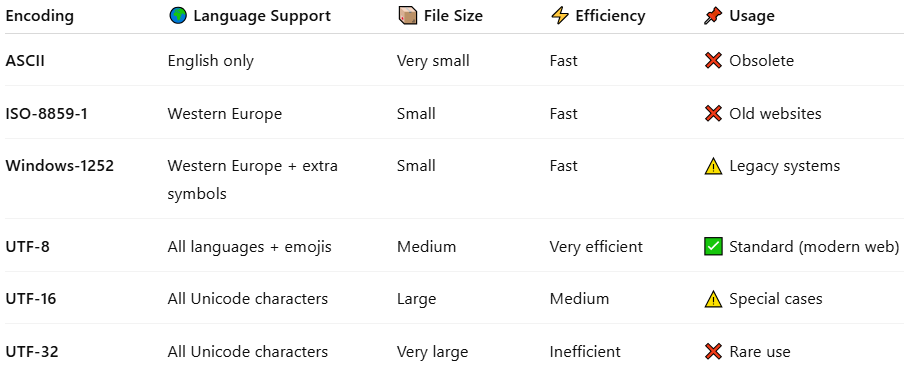 Encoding 🌍 Language Support 📦 File Size ⚡ Efficiency 📌 Usage
ASCII English only Very small Fast ❌ Obsolete
ISO-8859-1 Western Europe Small Fast ❌ Old websites
Windows-1252 Western Europe + extra Small Fast ⚠️ Legacy systems
symbols
UTF-8 All languages + emojis Medium Very efficient ✅ Standard (modern web)
UTF-16 All Unicode characters Large Medium ⚠️ Special cases
UTF-32 All Unicode characters Very large Inefficient ❌ Rare use